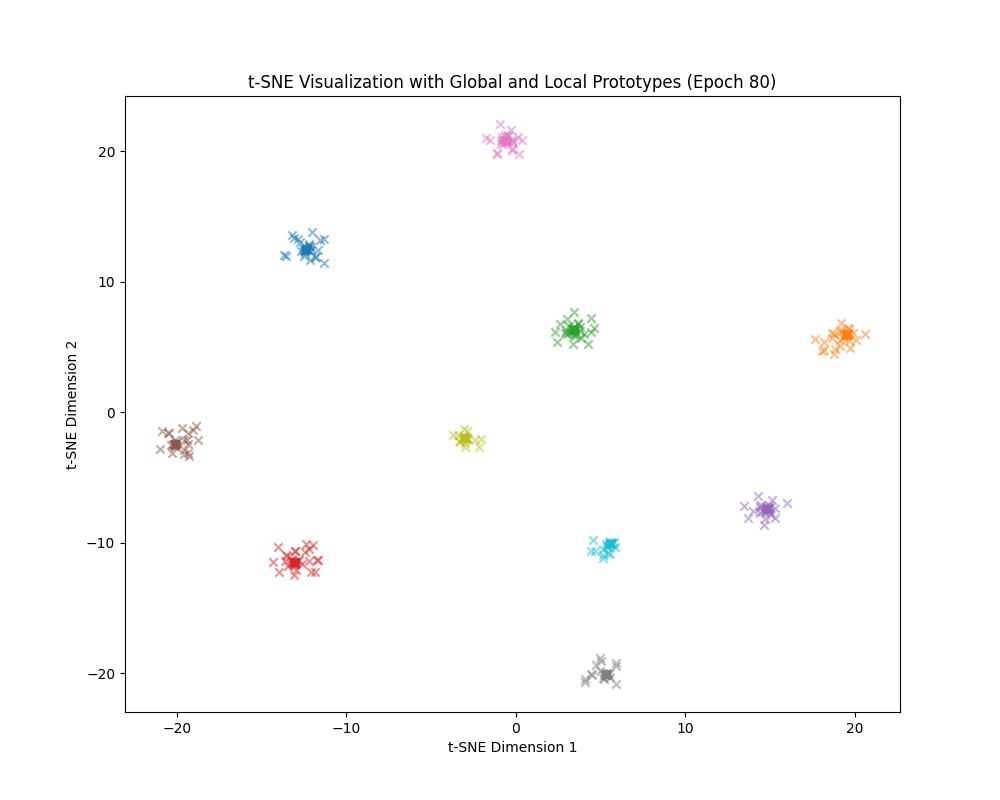 t-SNE Visualization with Global and Local Prototypes (Epoch 80)
20
10
0
−10
−20
t-SNE Dimension 2
−20 −10 0 10 20
t-SNE Dimension 1